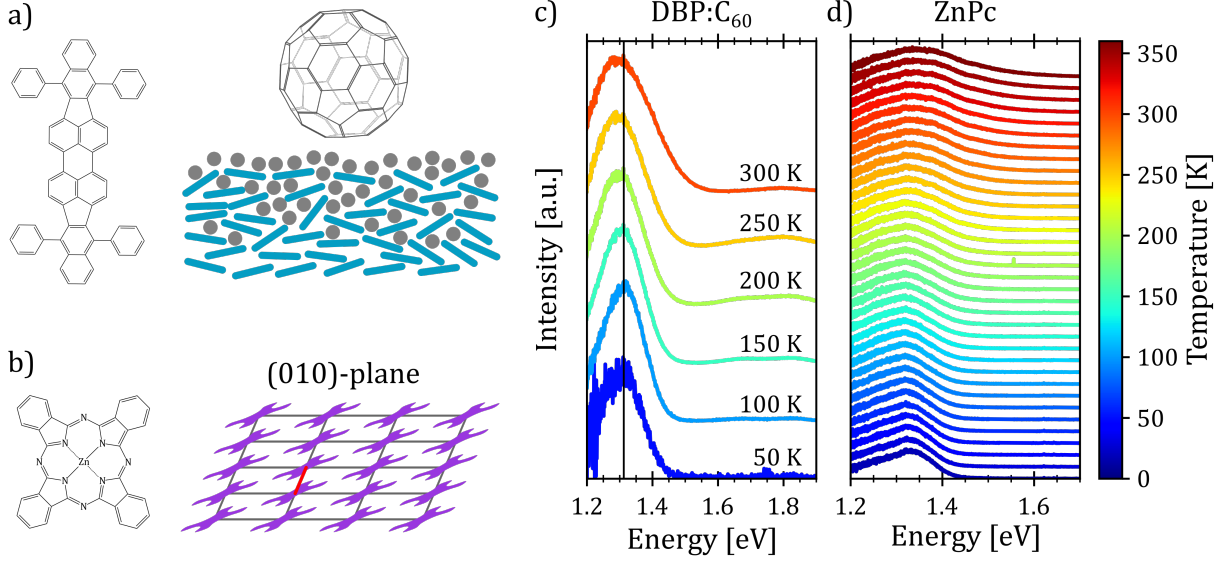 a)
b)
N
N
N
N
Zn
N
N
N
N
(010)-plane
c)
DBP:C₆₀
Intensity [a.u.]
300 K
250 K
200 K
150 K
100 K
50 K
1.2
1.4
1.6
1.8
Energy [eV]
d)
ZnPc
1.2
1.4
1.6
Energy [eV]
350
300
250
200
150
100
50
0
Temperature [K]